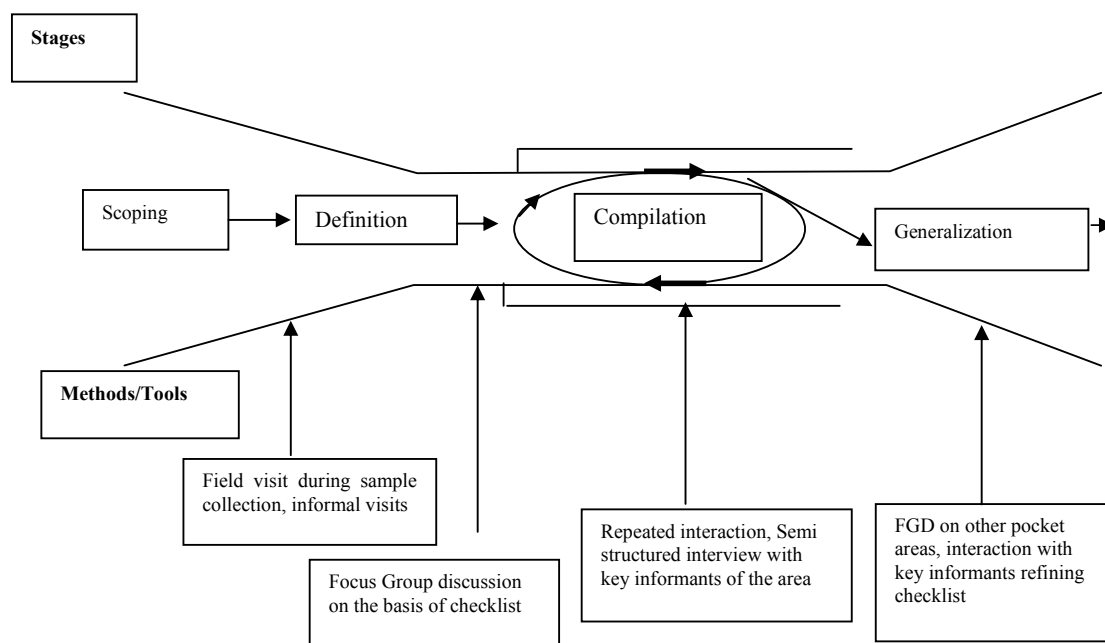 Stages
Scoping
Definition
Compilation
Generalization
Methods/Tools
Field visit during sample
collection, informal visits
Focus Group discussion
on the basis of checklist
Repeated interaction, Semi
structured interview with
key informants of the area
FGD on other pocket
areas, interaction with
key informants refining
checklist